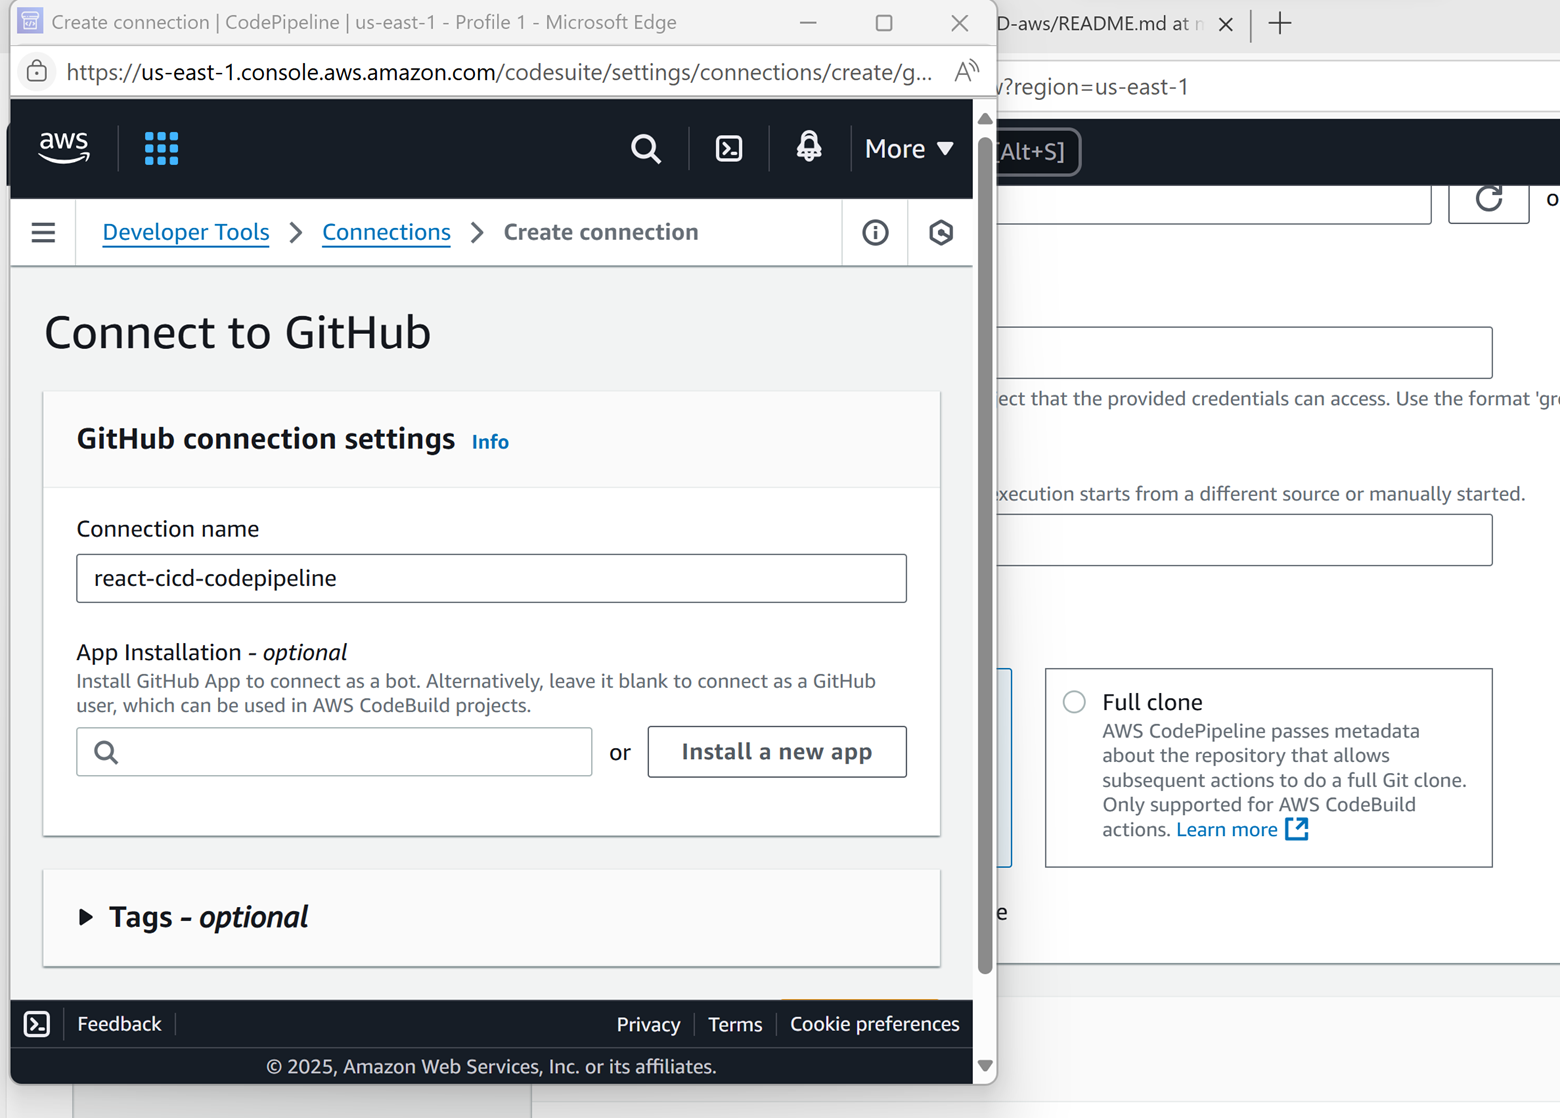 Create connection | CodePipeline | us-east-1 - Profile 1 - Microsoft Edge
https://us-east-1.console.aws.amazon.com/codesuite/settings/connections/create/g...
aws
More
Developer Tools > Connections > Create connection
Connect to GitHub
GitHub connection settings Info
Connection name
react-cicd-codepipeline
App Installation - optional
Install GitHub App to connect as a bot. Alternatively, leave it blank to connect as a GitHub
user, which can be used in AWS CodeBuild projects.
or
Install a new app
Tags - optional
Feedback
Privacy
Terms
Cookie preferences
© 2025, Amazon Web Services, Inc. or its affiliates.
D-aws/README.md at
?region=us-east-1
[Alt+S]
ect that the provided credentials can access. Use the format
execution starts from a different source or manually started.
Full clone
AWS CodePipeline passes metadata
about the repository that allows
subsequent actions to do a full Git clone.
Only supported for AWS CodeBuild
actions. Learn more
e